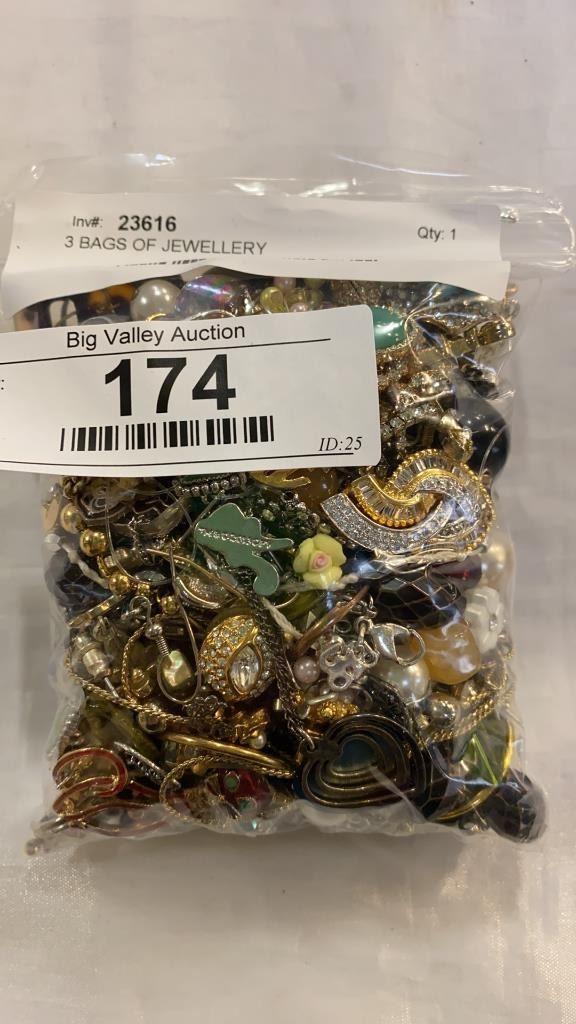 Inv#: 23616
Qty: 1
3 BAGS OF JEWELLERY
Big Valley Auction
174
ID:25